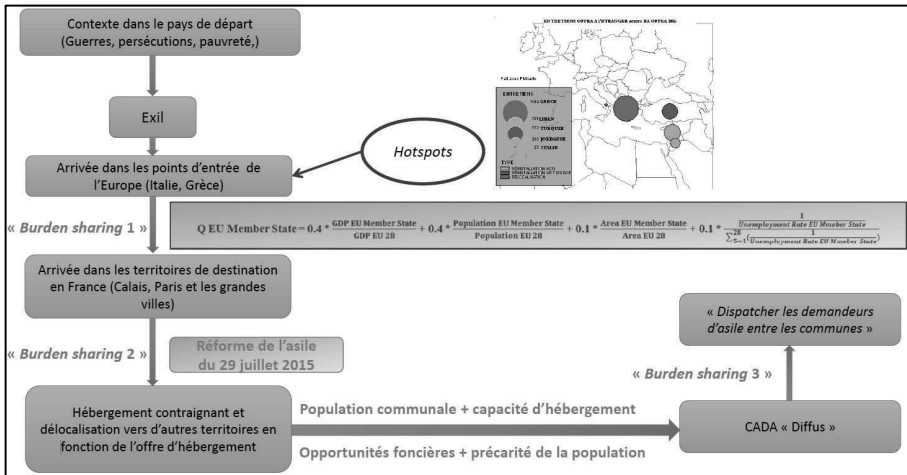 Contexte dans le pays de départ
(Guerres, persécutions, pauvreté,)
Exil
Arrivée dans les points d'entrée de
l'Europe (Italie, Grèce)
Hotspots
ENTRETIENS OFPRA A l'ETRANGER
ENTRETIENS
GRECE
LIBAN
TURQUIE
JORDANIE
TYPE
« Burden sharing 1 »
Q EU Member State = 0.4 * GDP EU Member State / GDP EU 28 + 0.4 * Population EU Member State / Population EU 28 + 0.1 * Area EU Member State / Area EU 28 + 0.1 * 1 / Unemployment Rate EU Mmeber State / ∑ 28 ( 1 / Unemployment Rate EU Mmeber State )
Arrivée dans les territoires de destination
en France (Calais, Paris et les grandes
villes)
« Burden sharing 2 »
Réforme de l'asile
du 29 juillet 2015
Hébergement contraignant et
délocalisation vers d'autres territoires en
fonction de l'offre d'hébergement
Population communale + capacité d'hébergement
Opportunités foncières + précarité de la population
CADA « Diffus »
« Burden sharing 3 »
« Dispatcher les demandeurs
d'asile entre les communes »